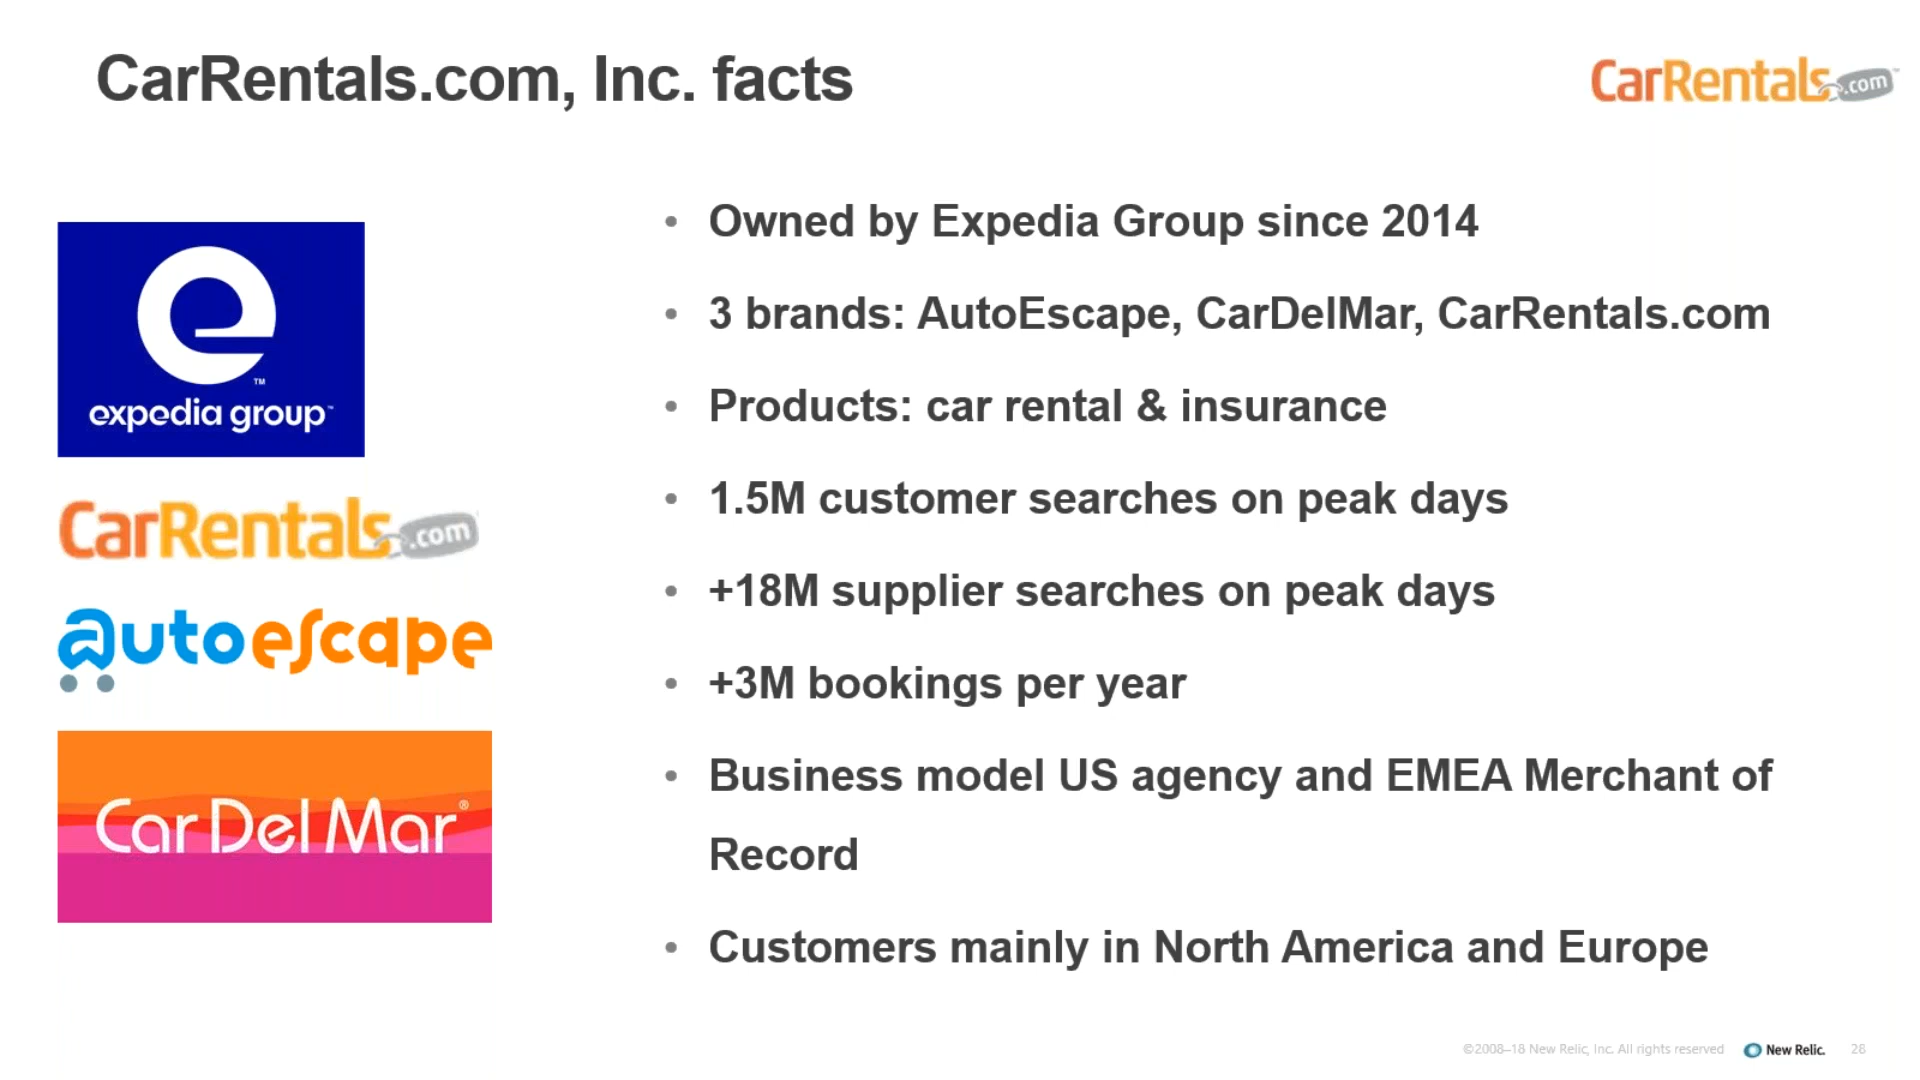 CarRentals.com, Inc. facts
CarRentals.com™
expedia group™
CarRentals.com
autoescape
Car Del Mar®
• Owned by Expedia Group since 2014
• 3 brands: AutoEscape, CarDelMar, CarRentals.com
• Products: car rental & insurance
• 1.5M customer searches on peak days
• +18M supplier searches on peak days
• +3M bookings per year
• Business model US agency and EMEA Merchant of
Record
• Customers mainly in North America and Europe
©2008–18 New Relic, Inc. All rights reserved New Relic. 28